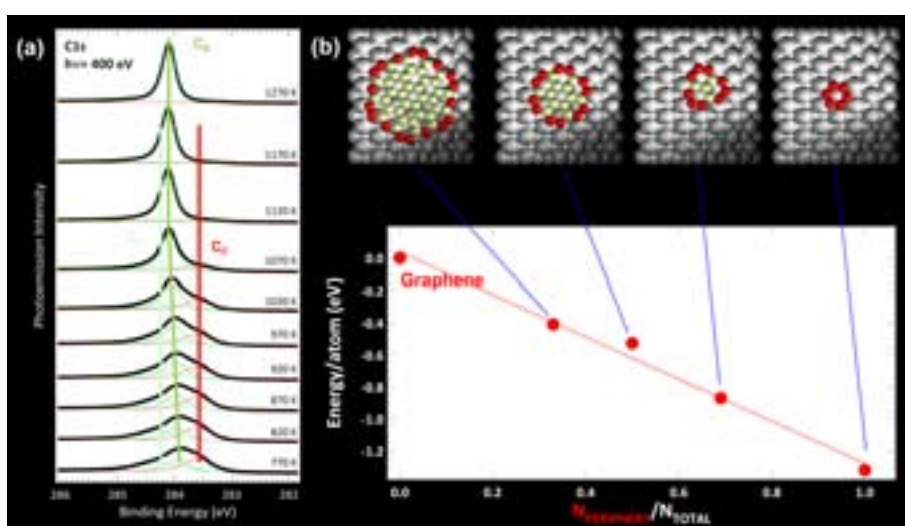 (a)
C1s
hν= 400 eV
1270 K
1170 K
1120 K
1070 K
1020 K
970 K
920 K
870 K
820 K
770 K
Photoemission Intensity
286 285 284 283 282
Binding Energy (eV)
(b)
Graphene
Energy/atom (eV)
0.0
-0.2
-0.4
-0.6
-0.8
-1.0
-1.2
0.0 0.2 0.4 0.6 0.8 1.0
/N_TOTAL